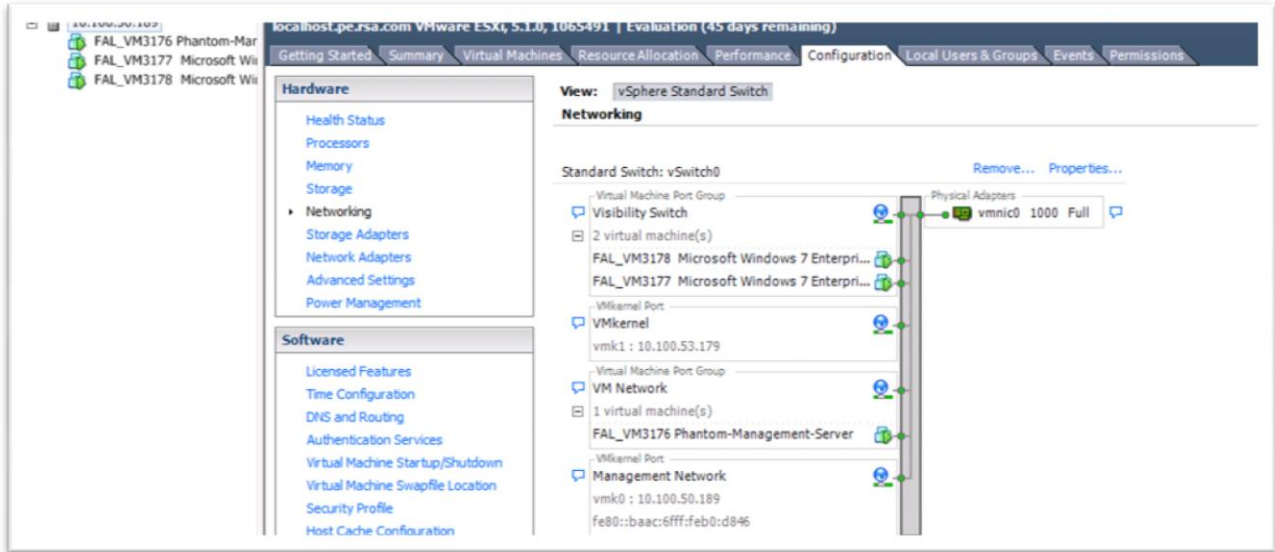 10.100.50.189
FAL_VM3176 Phantom-Mar
FAL_VM3177 Microsoft Wi
FAL_VM3178 Microsoft Wi
localhost.pe.rsa.com VMware ESXi, 5.1.0, 1065491 | Evaluation (45 days remaining)
Getting Started Summary Virtual Machines Resource Allocation Performance Configuration Local Users & Groups Events Permissions
Hardware
Health Status
Processors
Memory
Storage
Networking
Storage Adapters
Network Adapters
Advanced Settings
Power Management
Software
Licensed Features
Time Configuration
DNS and Routing
Authentication Services
Virtual Machine Startup/Shutdown
Virtual Machine Swapfile Location
Security Profile
Host Cache Configuration
View: vSphere Standard Switch
Networking
Standard Switch: vSwitch0 Remove... Properties...
Virtual Machine Port Group
Visibility Switch
2 virtual machine(s)
FAL_VM3178 Microsoft Windows 7 Enterpri...
FAL_VM3177 Microsoft Windows 7 Enterpri...
VMkernel Port
VMkernel
vmk1 : 10.100.53.179
Virtual Machine Port Group
VM Network
1 virtual machine(s)
FAL_VM3176 Phantom-Management-Server
VMkernel Port
Management Network
vmk0 : 10.100.50.189
fe80::baac:6fff:feb0:d846
Physical Adapters
vmnic0 1000 Full